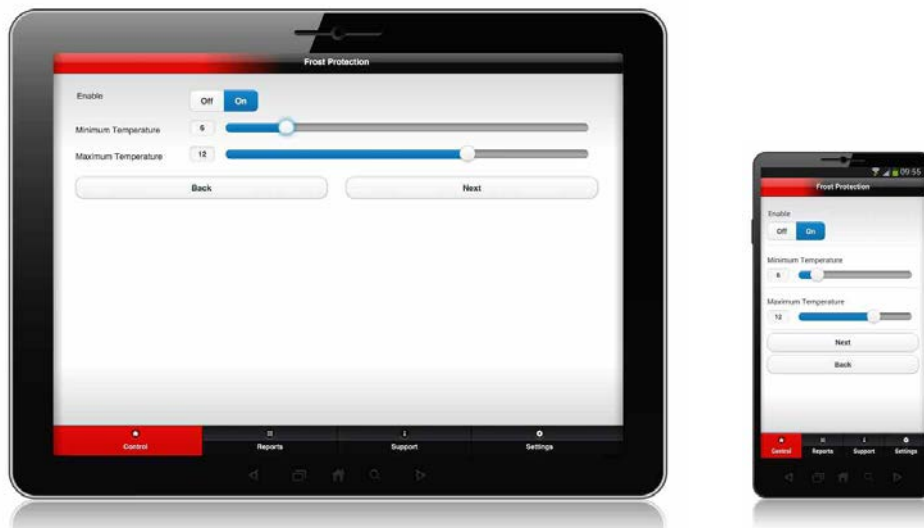 Frost Protection
Enable
Off On
Minimum Temperature 6
Maximum Temperature 12
Back Next
Control Reports Support Settings
09:55
Frost Protection
Enable
Off On
Minimum Temperature
6
Maximum Temperature
12
Next
Back
Control Reports Support Settings